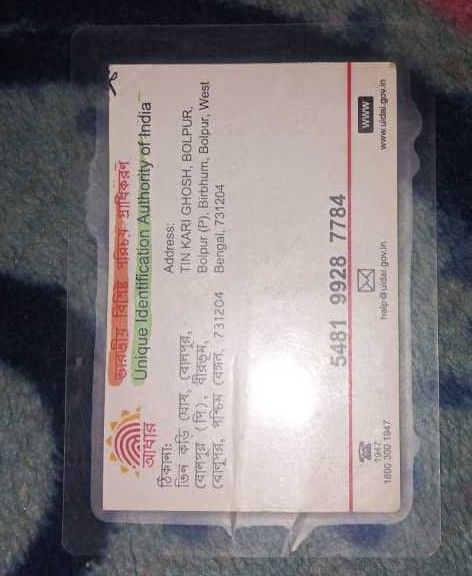 ভারতীয় বিশিষ্ট পরিচয় প্রাধিকরণ
Unique Identification Authority of India
আধার
ঠিকানা:
তিন কড়ি ঘোষ, বোলপুর,
বোলপুর (পি), বীরভূম,
বোলপুর, পশ্চিম বেঙ্গল, 731204
Address:
TIN KARI GHOSH, BOLPUR,
Bolpur (P), Birbhum, Bolpur, West
Bengal, 731204
5481 9928 7784
1947
1800 300 1947
help@uidai.gov.in
WWW
www.uidai.gov.in